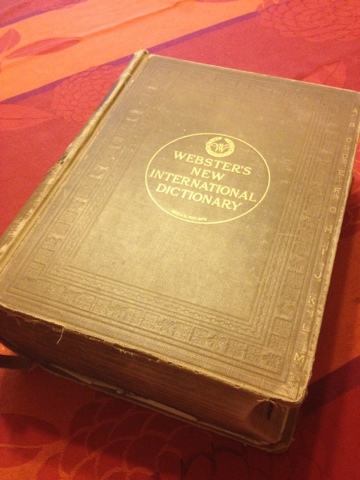 W
WEBSTER'S
NEW
INTERNATIONAL
DICTIONARY